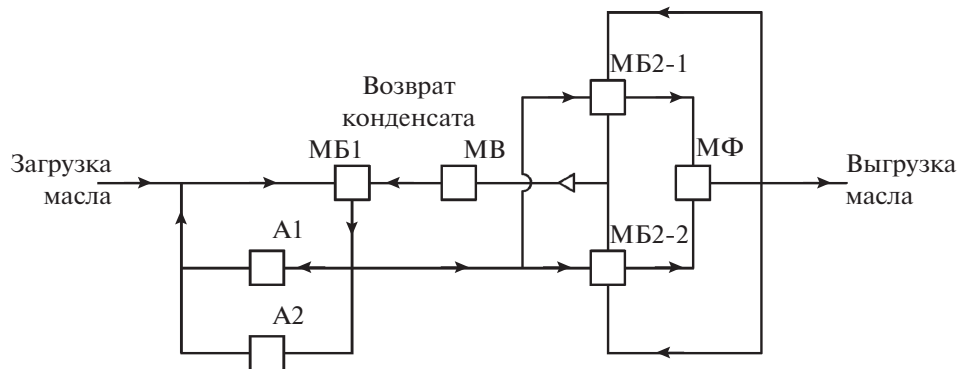 МБ2-1
Возврат
конденсата
Загрузка
масла
МБ1
МВ
МФ
Выгрузка
масла
А1
МБ2-2
А2